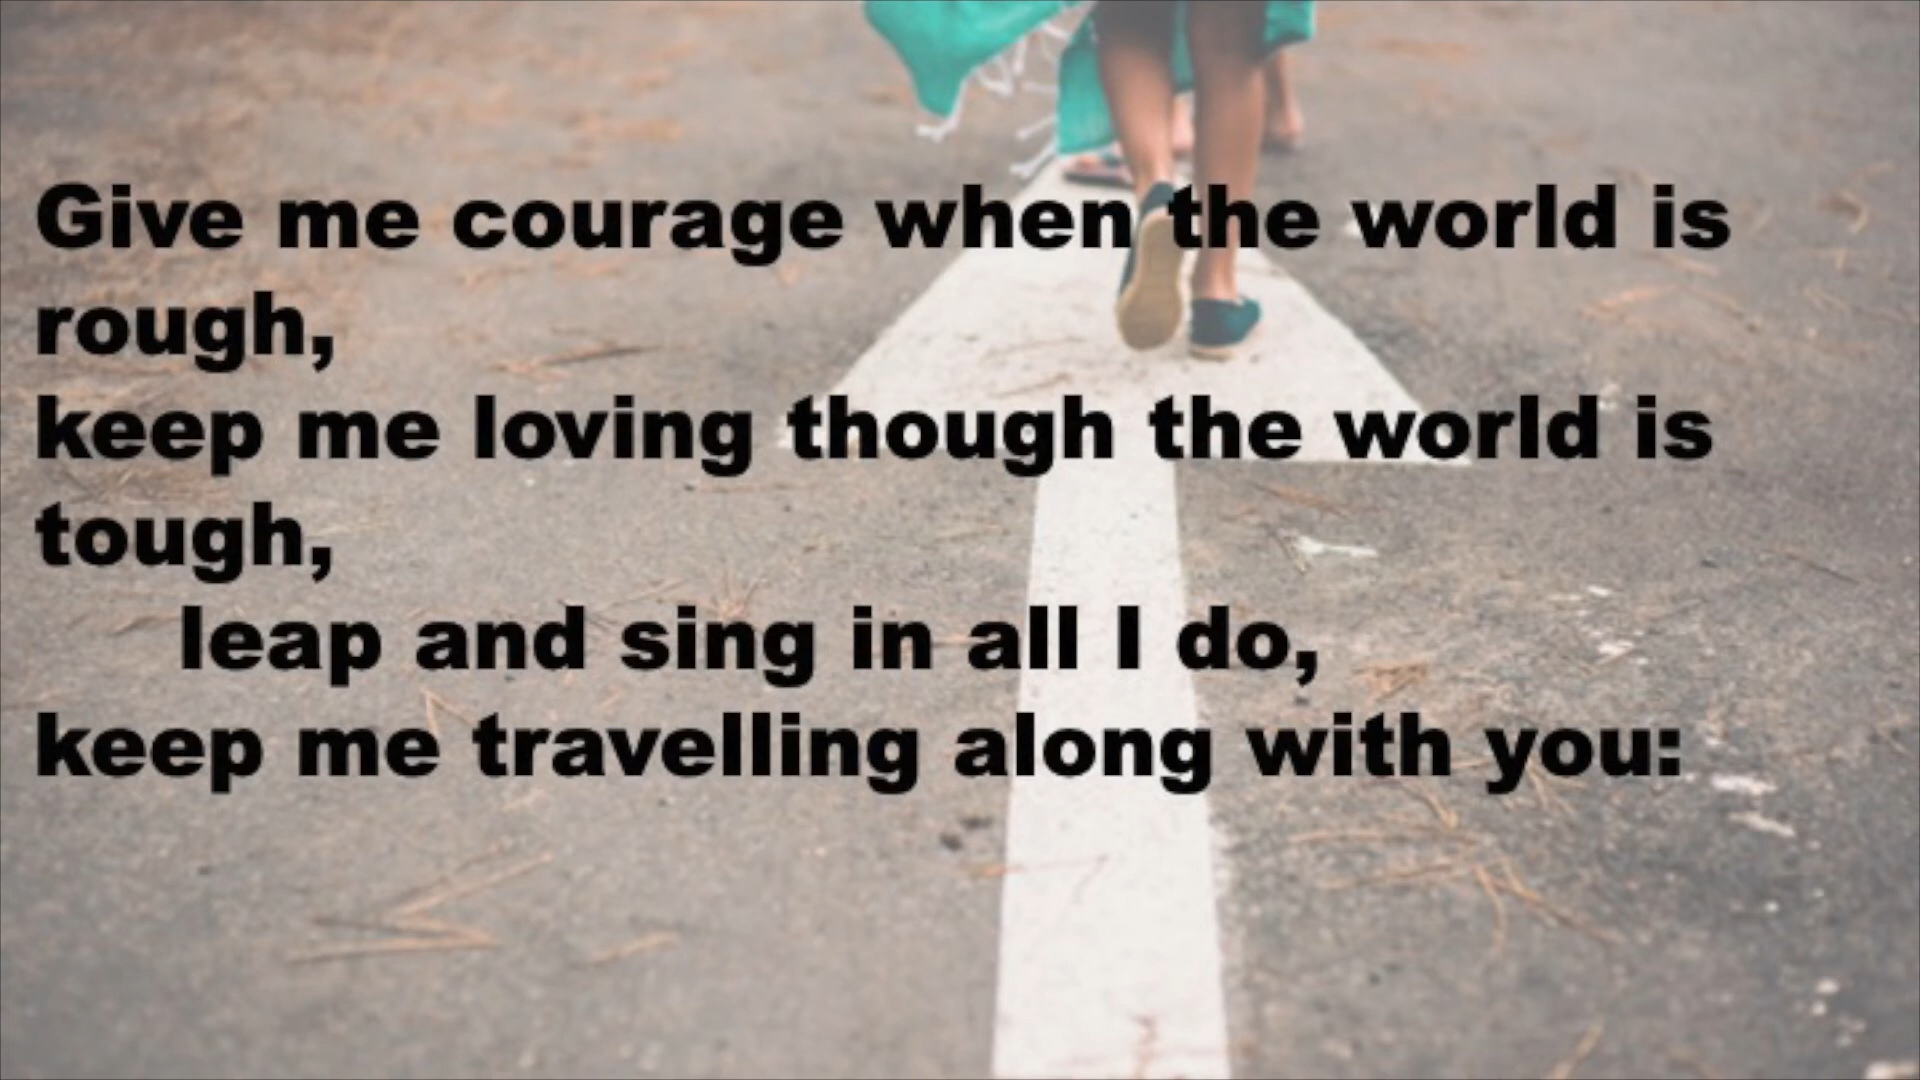 Give me courage when the world is
rough,
keep me loving though the world is
tough,
leap and sing in all I do,
keep me travelling along with you: